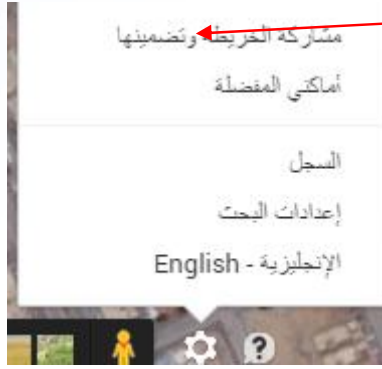 مشاركة الخريطة وتضمينها
أماكني المفضلة
السجل
إعدادات البحث
الإنجليزية - English
?